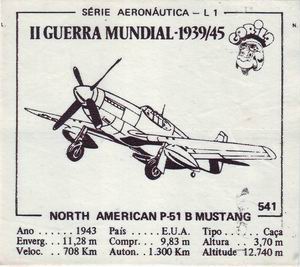 SÉRIE AERONÁUTICA - L 1
II GUERRA MUNDIAL-1939/45
541
NORTH AMERICAN P-51 B MUSTANG
Ano ..... 1943 País .... E.U.A. Tipo ..... Caça
Enverg. ... 11,28 m Compr... 9,83 m Altura .... 3,70 m
Veloc. .. 708 Km Auton. 1.300 Km Altitude 12.740 m